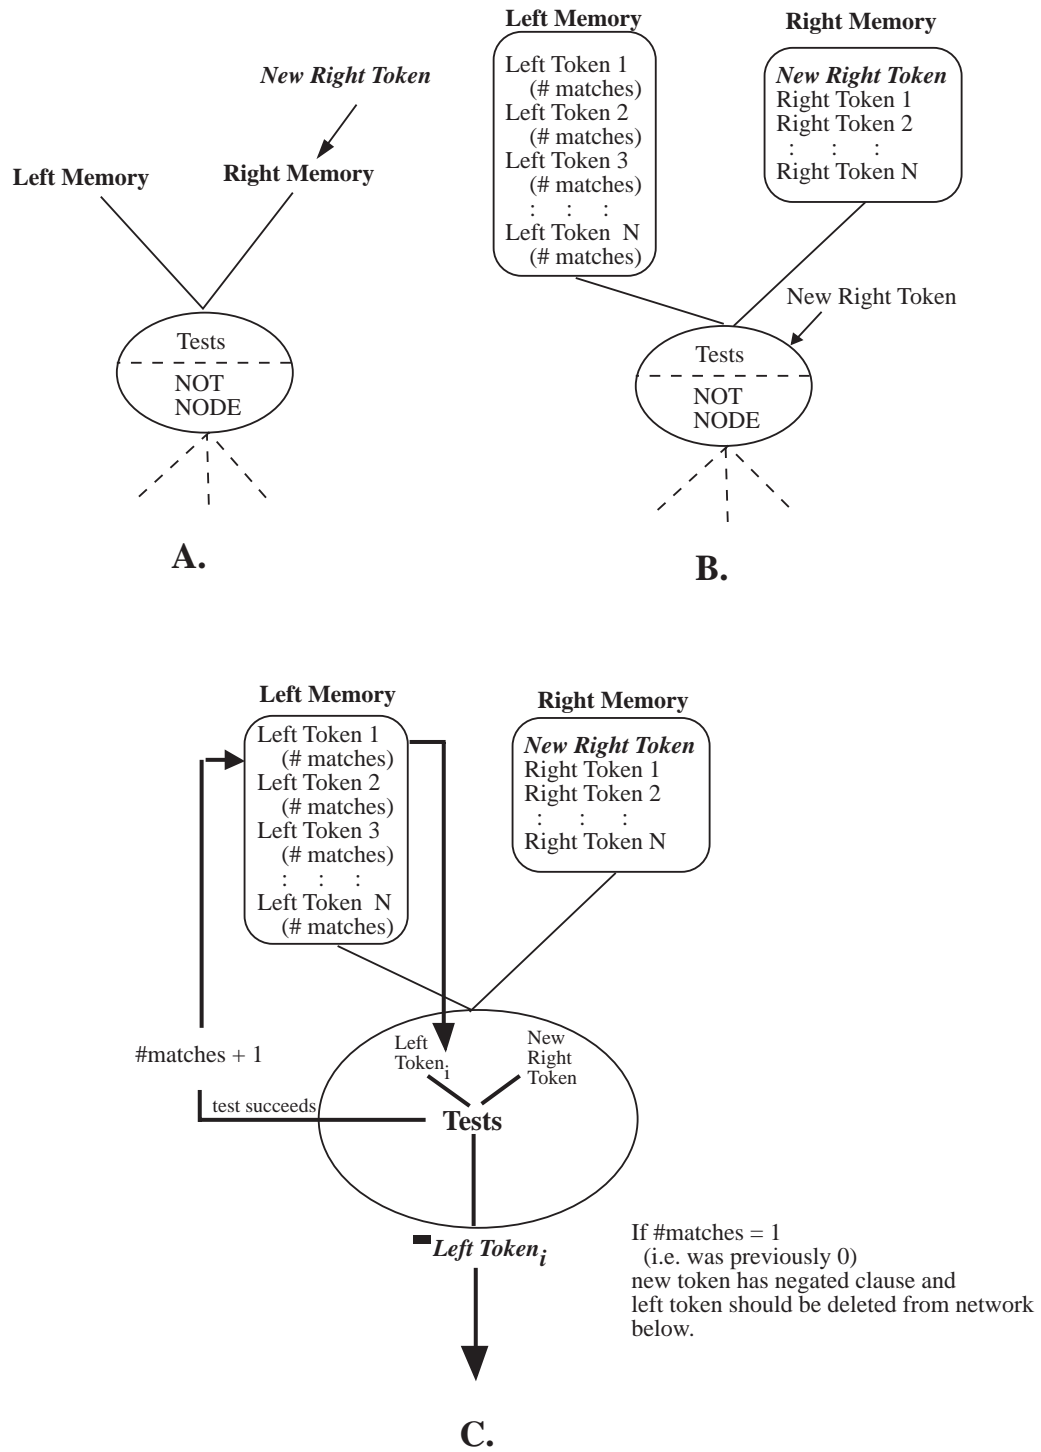 New Right Token
Left Memory
Right Memory
Tests
NOT
NODE
A.
Left Memory
Left Token 1
(# matches)
Left Token 2
(# matches)
Left Token 3
(# matches)
: : :
Left Token N
(# matches)
Right Memory
New Right Token
Right Token 1
Right Token 2
: : :
Right Token N
New Right Token
Tests
NOT
NODE
B.
Left Memory
Left Token 1
(# matches)
Left Token 2
(# matches)
Left Token 3
(# matches)
: : :
Left Token N
(# matches)
Right Memory
New Right Token
Right Token 1
Right Token 2
: : :
Right Token N
#matches + 1
test succeeds
Left
Token i
New
Right
Token
Tests
- Left Token i
If #matches = 1
(i.e. was previously 0)
new token has negated clause and
left token should be deleted from network
below.
C.